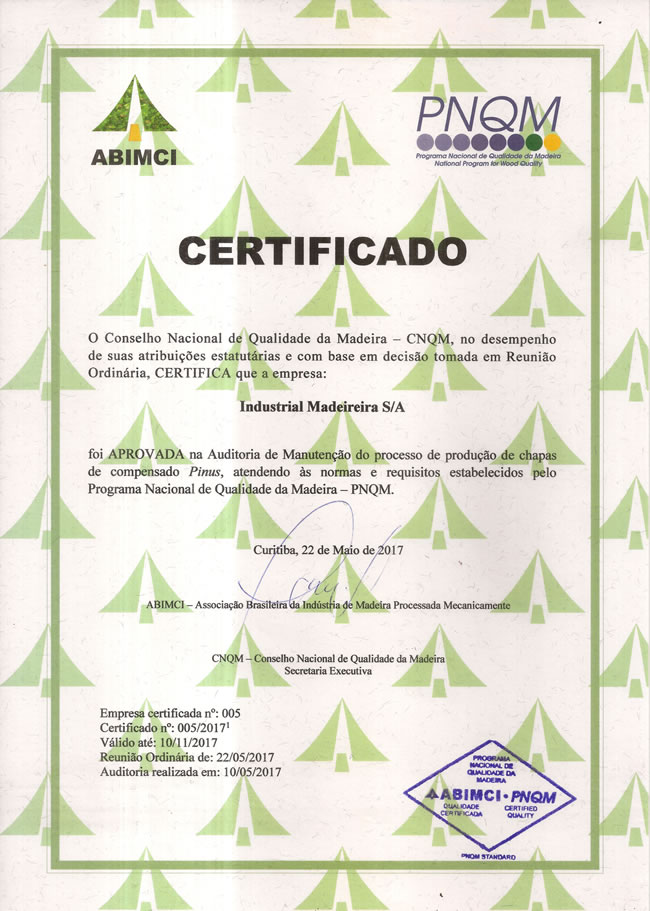 ABIMCI
PNQM
Programa Nacional de Qualidade da Madeira
National Program for Wood Quality
CERTIFICADO
O Conselho Nacional de Qualidade da Madeira – CNQM, no desempenho
de suas atribuições estatutárias e com base em decisão tomada em Reunião
Ordinária, CERTIFICA que a empresa:
Industrial Madeireira S/A
foi APROVADA na Auditoria de Manutenção do processo de produção de chapas
de compensado Pinus, atendendo às normas e requisitos estabelecidos pelo
Programa Nacional de Qualidade da Madeira – PNQM.
Curitiba, 22 de Maio de 2017
ABIMCI – Associação Brasileira da Indústria de Madeira Processada Mecanicamente
CNQM – Conselho Nacional de Qualidade da Madeira
Secretaria Executiva
Empresa certificada nº: 005
Certificado nº: 005/2017¹
Válido até: 10/11/2017
Reunião Ordinária de: 22/05/2017
Auditoria realizada em: 10/05/2017
PROGRAMA
NACIONAL DE
QUALIDADE DA
MADEIRA
ABIMCI • PNQM
QUALIDADE CERTIFIED
CERTIFICADA QUALITY
PNQM STANDARD